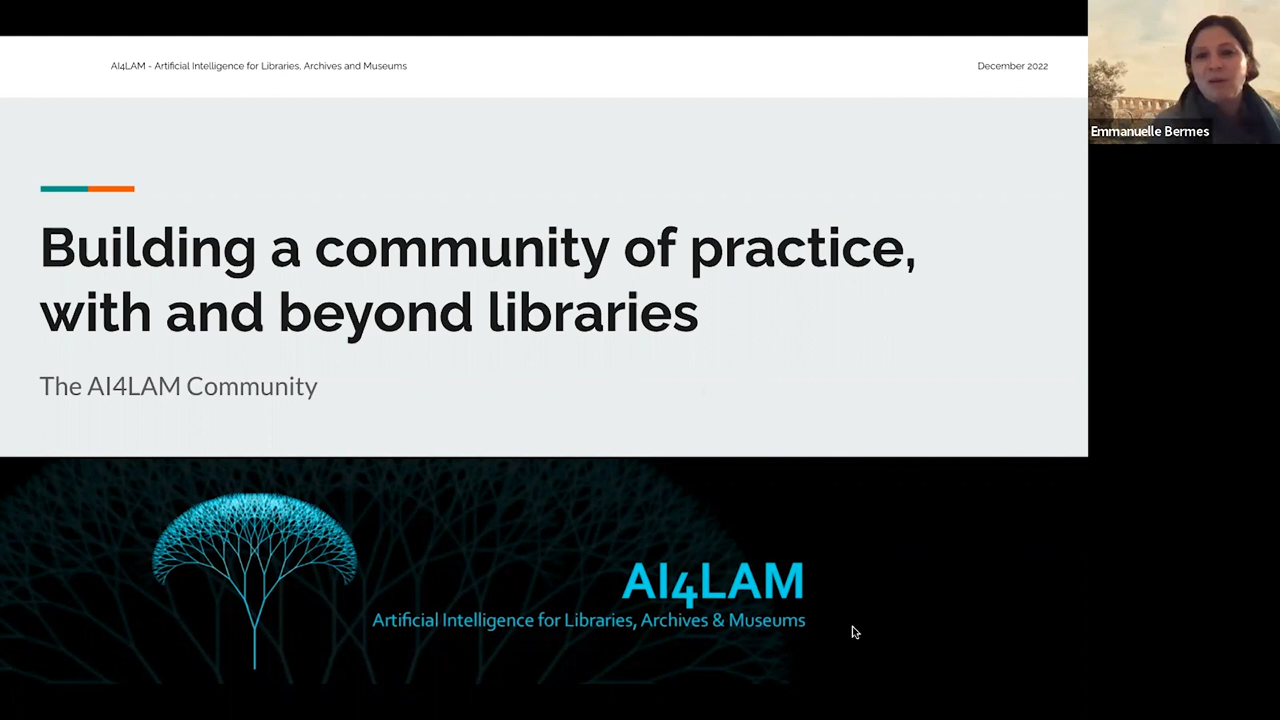 AI4LAM - Artificial Intelligence for Libraries, Archives and Museums
December 2022
Emmanuelle Bermes
Building a community of practice,
with and beyond libraries
The AI4LAM Community
AI4LAM
Artificial Intelligence for Libraries, Archives & Museums